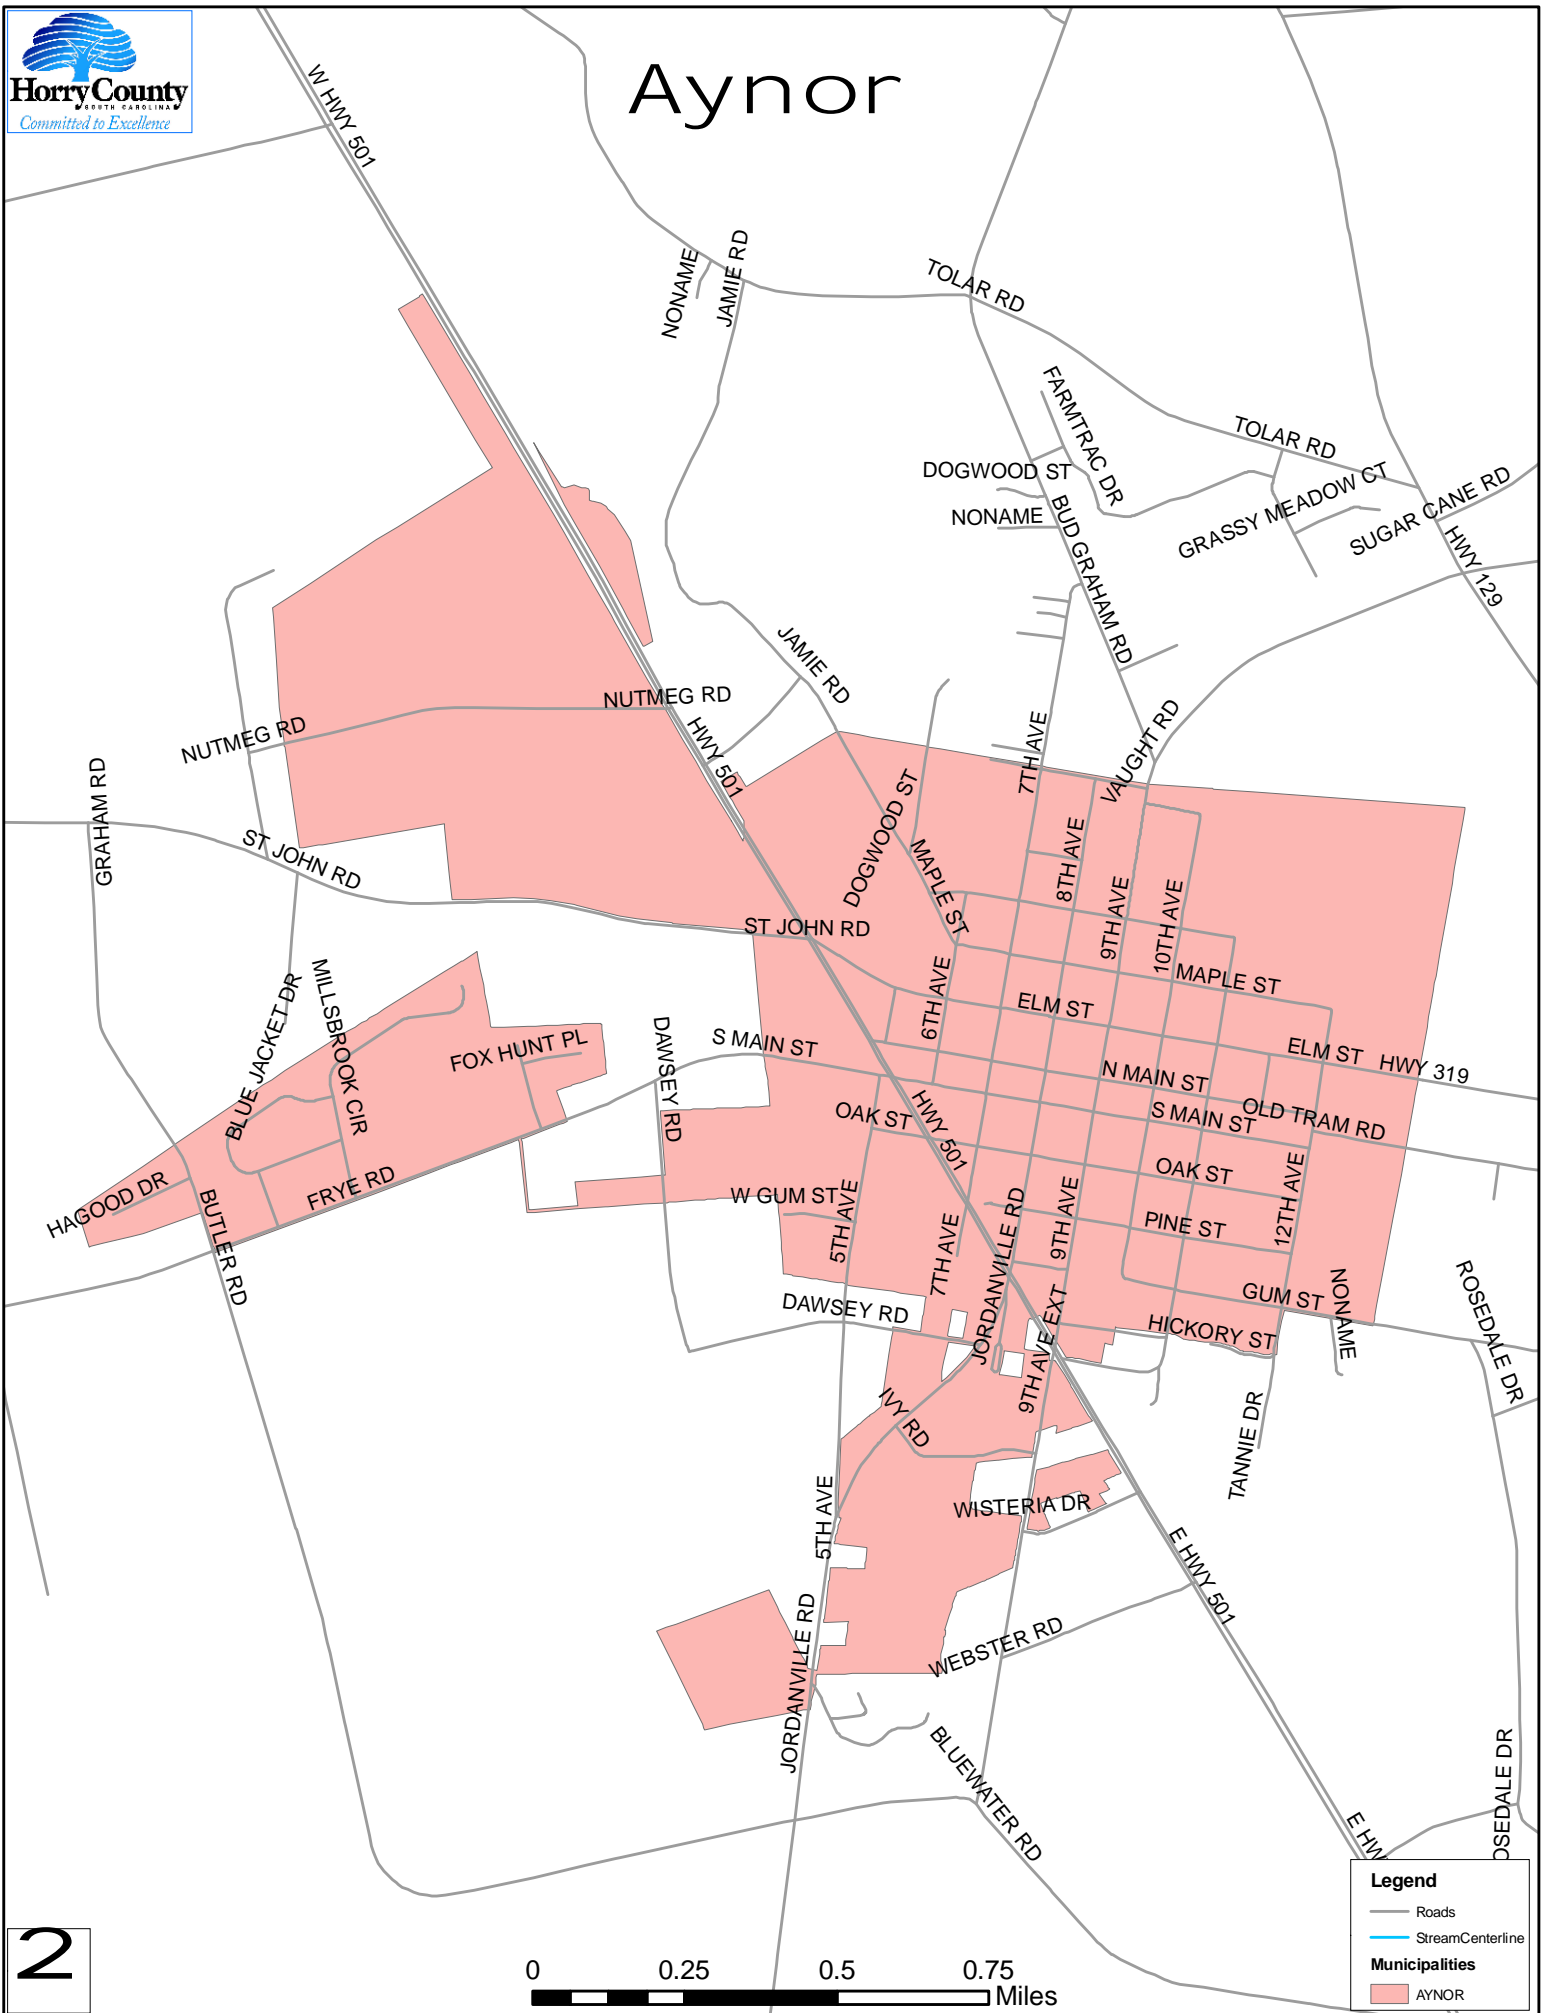 Horry County
SOUTH CAROLINA
Committed to Excellence
Aynor
W HWY 501
NONAME
JAMIE RD
TOLAR RD
FARMTRAC DR
TOLAR RD
DOGWOOD ST
NONAME
BUD GRAHAM RD
GRASSY MEADOW CT
SUGAR CANE RD
HWY 129
JAMIE RD
NUTMEG RD
NUTMEG RD
HWY 501
7TH AVE
VAUGHT RD
GRAHAM RD
ST JOHN RD
DOGWOOD ST
MAPLE ST
8TH AVE
9TH AVE
10TH AVE
ST JOHN RD
MAPLE ST
6TH AVE
ELM ST
ELM ST
HWY 319
BLUE JACKET DR
MILLSBROOK CIR
FOX HUNT PL
DAWSEY RD
S MAIN ST
N MAIN ST
S MAIN ST
OLD TRAM RD
HWY 501
OAK ST
OAK ST
HAGOOD DR
FRYE RD
BUTLER RD
W GUM ST
5TH AVE
7TH AVE
JORDANVILLE RD
9TH AVE
PINE ST
12TH AVE
GUM ST
NONAME
ROSEDALE DR
DAWSEY RD
9TH AVE EXT
HICKORY ST
IVY RD
TANNIE DR
5TH AVE
WISTERIA DR
E HWY 501
JORDANVILLE RD
WEBSTER RD
BLUEWATER RD
OSEDALE DR
E HW
Legend
Roads
StreamCenterline
Municipalities
AYNOR
2
0 0.25 0.5 0.75
Miles